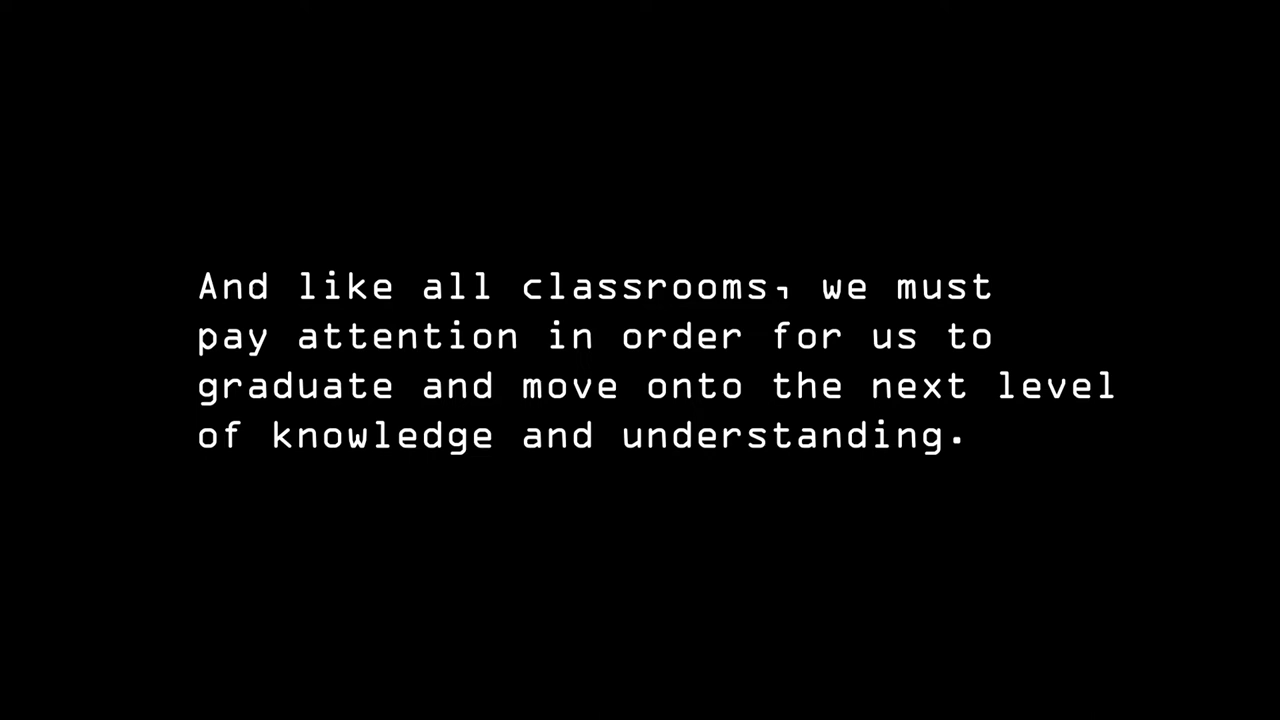 And like all classrooms, we must
pay attention in order for us to
graduate and move onto the next level
of knowledge and understanding.